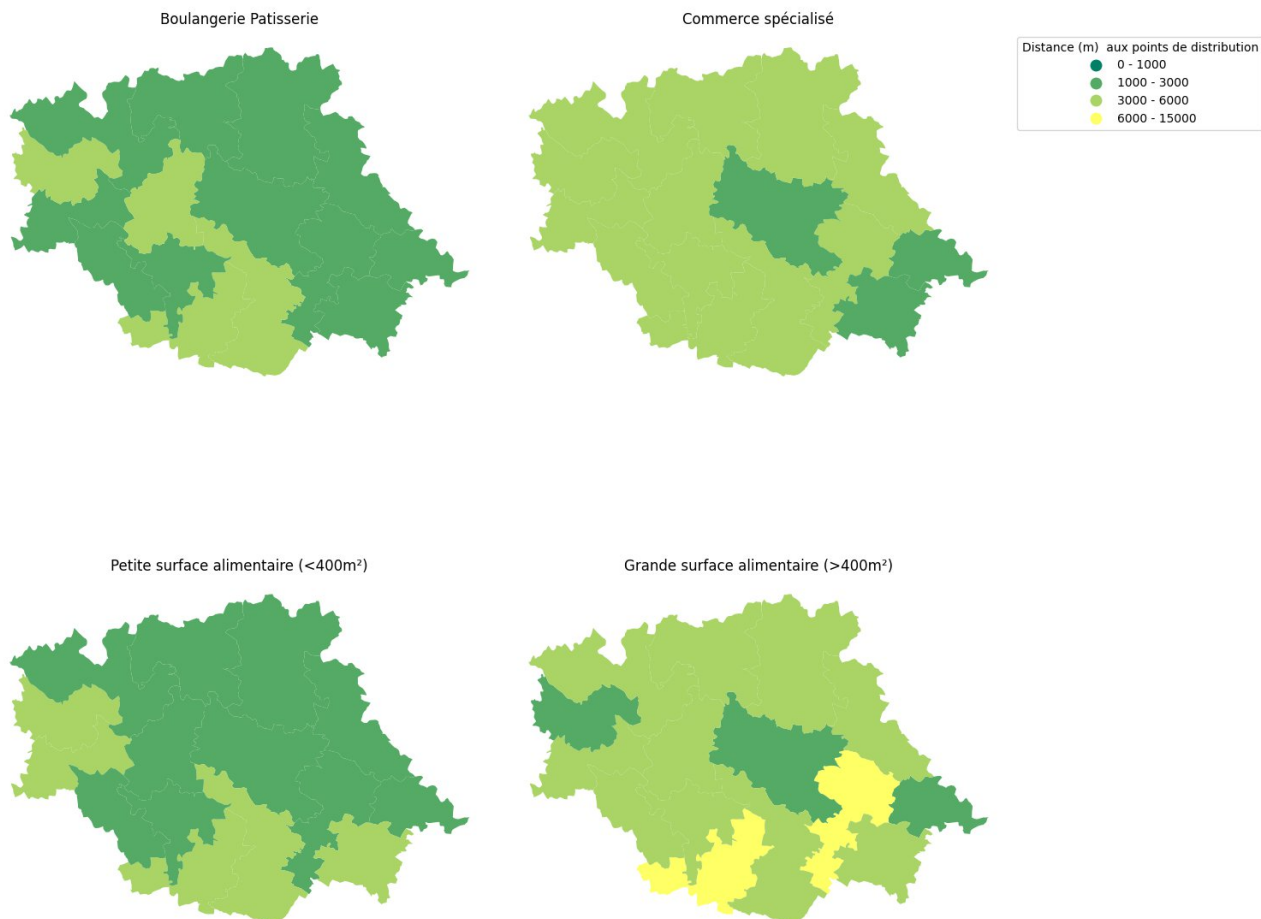 Boulangerie Patisserie
Commerce spécialisé
Distance (m)  aux points de distribution
0 - 1000
1000 - 3000
3000 - 6000
6000 - 15000
Petite surface alimentaire (<400m²)
Grande surface alimentaire (>400m²)